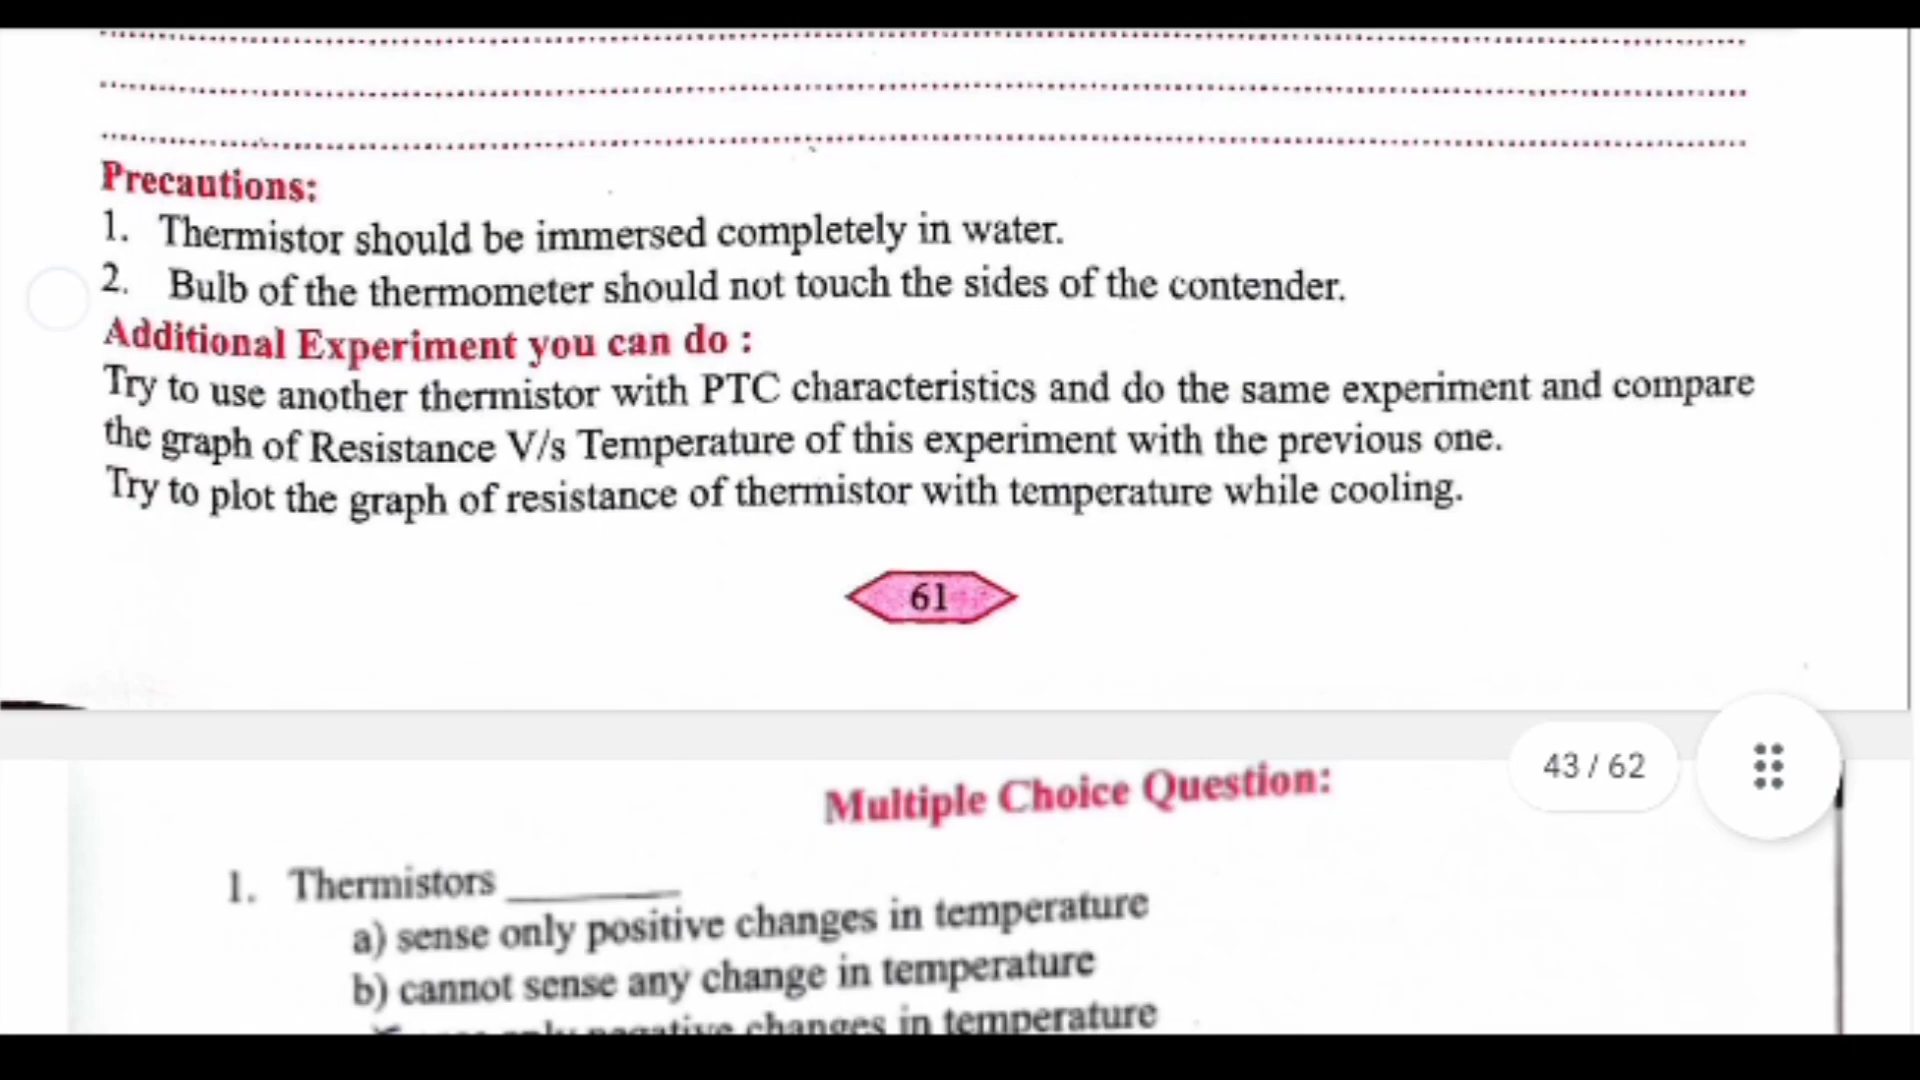 Precautions:
1. Thermistor should be immersed completely in water.
2. Bulb of the thermometer should not touch the sides of the contender.
Additional Experiment you can do :
Try to use another thermistor with PTC characteristics and do the same experiment and compare
the graph of Resistance V/s Temperature of this experiment with the previous one.
Try to plot the graph of resistance of thermistor with temperature while cooling.
61
43 / 62
Multiple Choice Question:
1. Thermistors ________
a) sense only positive changes in temperature
b) cannot sense any change in temperature
only negative changes in temperature